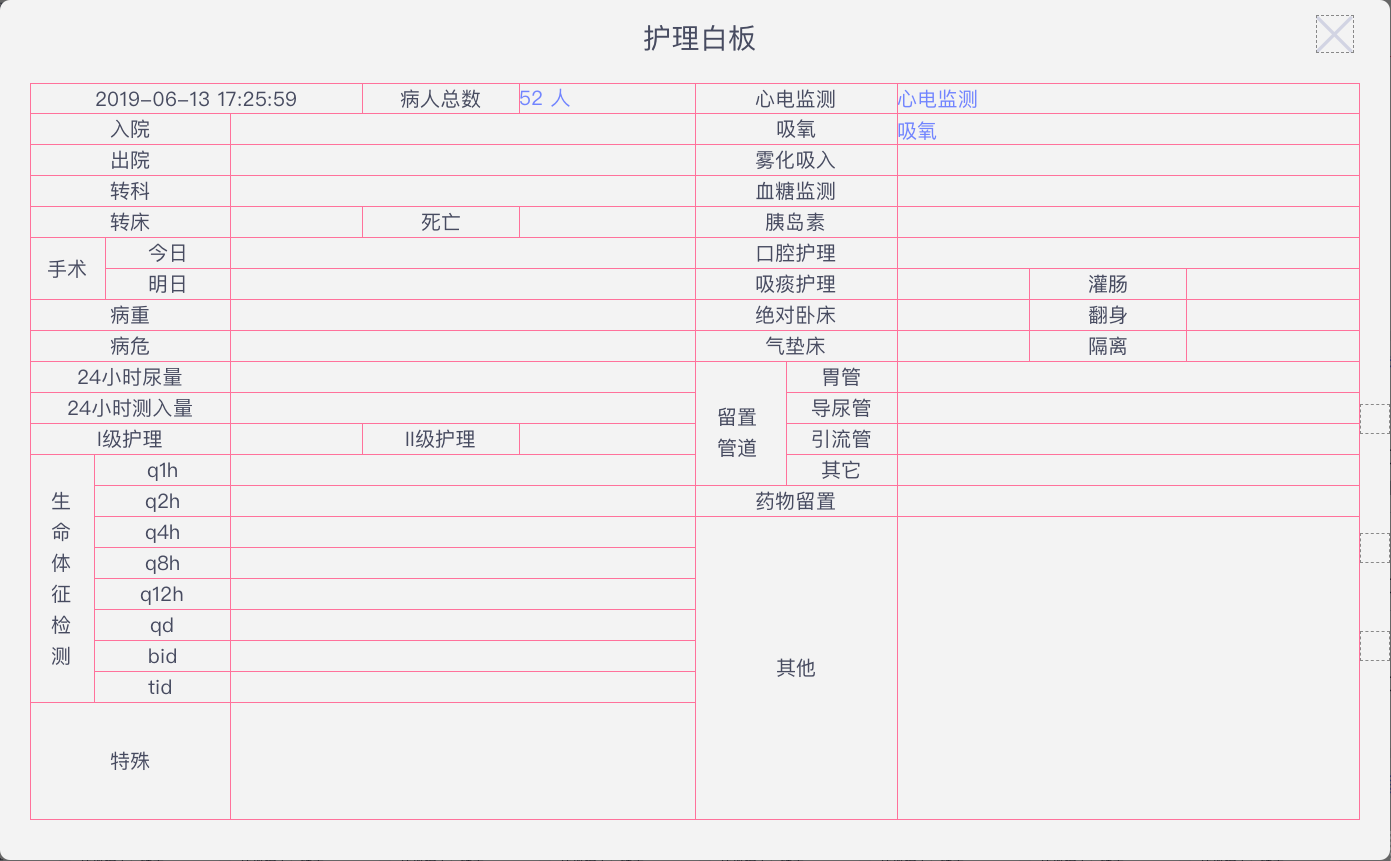 护理白板
2019-06-13 17:25:59 病人总数 52 人 心电监测 心电监测
入院 吸氧 吸氧
出院 雾化吸入
转科 血糖监测
转床 死亡 胰岛素
手术 今日 口腔护理
明日 吸痰护理 灌肠
病重 绝对卧床 翻身
病危 气垫床 隔离
24小时尿量 留置管道 胃管
24小时测入量 导尿管
I级护理 II级护理 引流管
生命体征检测 q1h 其它
q2h 药物留置
q4h 其他
q8h
q12h
qd
bid
tid
特殊